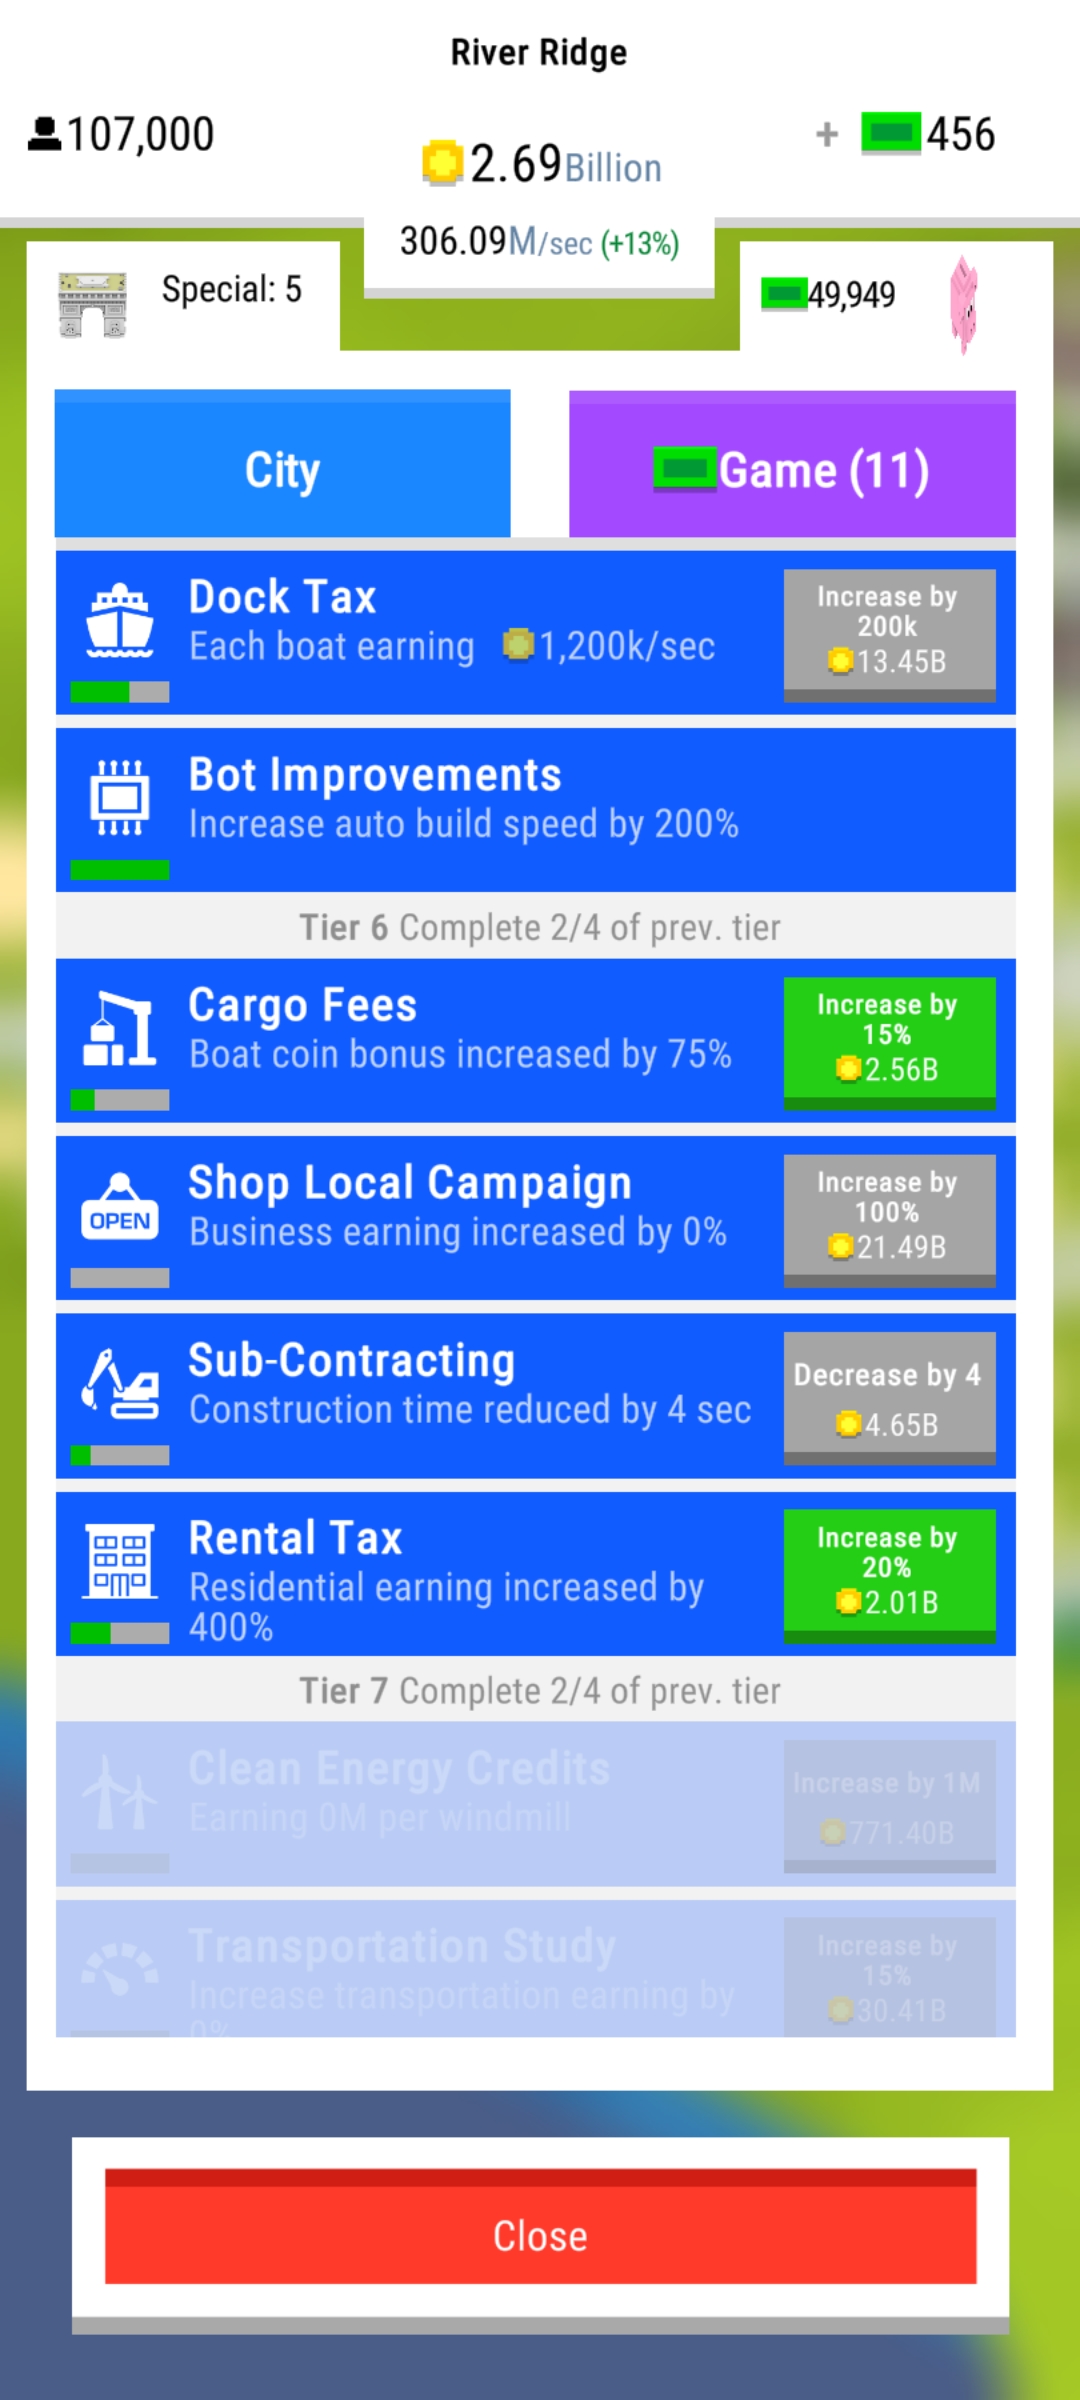 River Ridge
107,000
2.69Billion
+ 456
306.09M/sec (+13%)
Special: 5
49,949
City
Game (11)
Dock Tax
Each boat earning 1,200k/sec
Increase by
200k
13.45B
Bot Improvements
Increase auto build speed by 200%
Tier 6 Complete 2/4 of prev. tier
Cargo Fees
Boat coin bonus increased by 75%
Increase by
15%
2.56B
OPEN
Shop Local Campaign
Business earning increased by 0%
Increase by
100%
21.49B
Sub-Contracting
Construction time reduced by 4 sec
Decrease by 4
4.65B
Rental Tax
Residential earning increased by
400%
Increase by
20%
2.01B
Tier 7 Complete 2/4 of prev. tier
Clean Energy Credits
Earning 0M per windmill
Increase by 1M
771.40B
Transportation Study
Increase transportation earning by
0%
Increase by
15%
30.41B
Close